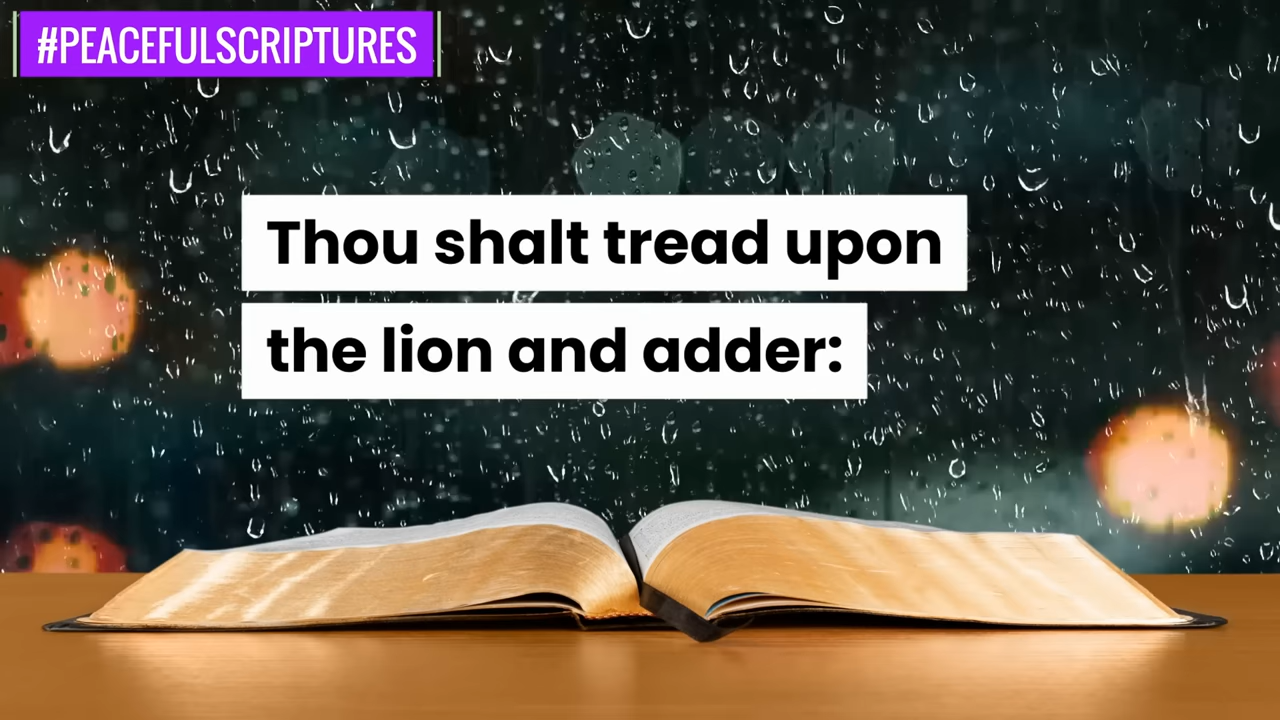 #PEACEFULSCRIPTURES
Thou shalt tread upon
the lion and adder: